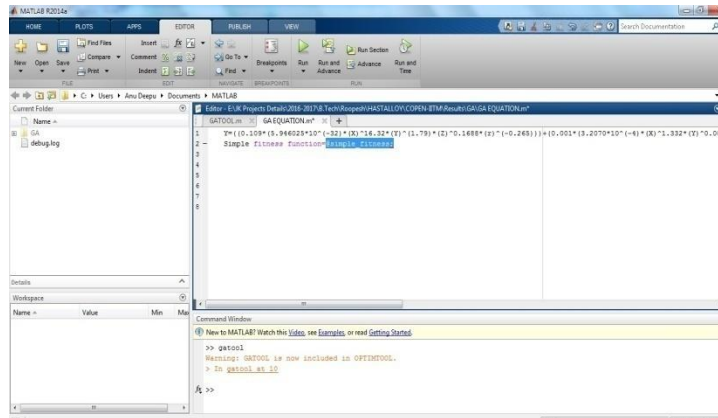 MATLAB R2014a
HOME PLOTS APPS EDITOR PUBLISH VIEW
Search Documentation
New Open Save Find Files Compare Print
Insert Comment Indent
Go To Find
Breakpoints
Run Run and Advance Run Section Advance Run and Time
FILE EDIT NAVIGATE BREAKPOINTS RUN
C: Users Anu Deepu Documents MATLAB
Current Folder
Name
GA
debug.log
Details
Workspace
Name Value Min Max
Editor - E:\JK Projects Details\2016-2017\B.Tech\Roopesh\HASTALLOY\COPEN-IITM\Results\GA\GA EQUATION.m*
GATOOL.m GA EQUATION.m*
1 Y=((0.109*(5.946025*10^(-32)*(X)^16.32*(Y)^(1.79)*(Z)^0.1688*(z)^(-0.265)))+(0.001*(3.2070*10^(-4)*(X)^1.332*(Y)^0.0
2 Simple fitness function=@simple_fitness;
3
4
5
6
7
8
Command Window
New to MATLAB? Watch this Video, see Examples, or read Getting Started.
>> gatool
Warning: GATOOL is now included in OPTIMTOOL.
> In gatool at 10
fx >>